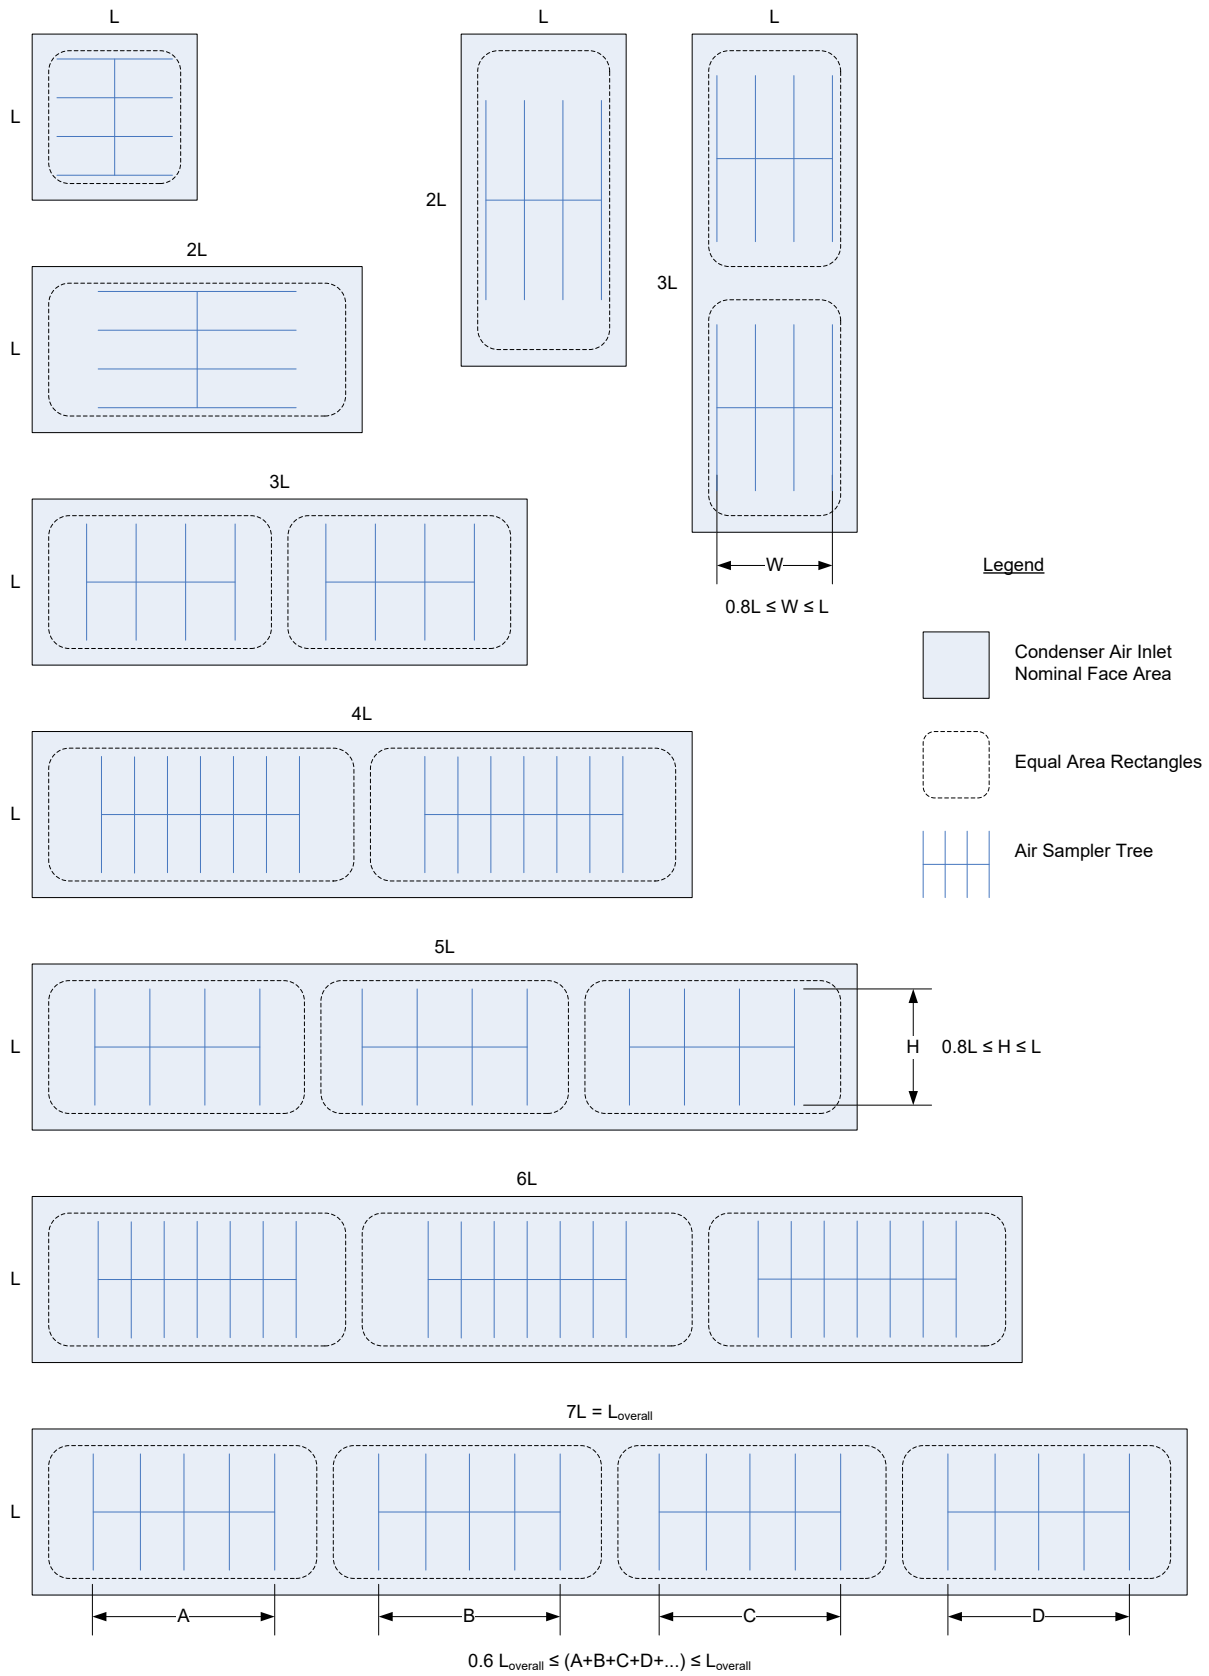 L
L
L
L
2L
2L
L
3L
3L
L
W
0.8L ≤ W ≤ L
Legend
Condenser Air Inlet
Nominal Face Area
Equal Area Rectangles
Air Sampler Tree
4L
L
5L
L
H
0.8L ≤ H ≤ L
6L
L
7L = Loverall
L
A
B
C
D
0.6 Loverall ≤ (A+B+C+D+...) ≤ Loverall